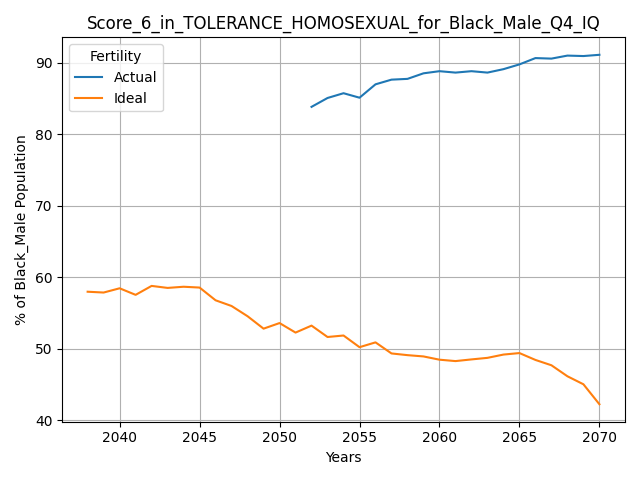 Score_6_in_TOLERANCE_HOMOSEXUAL_for_Black_Male_Q4_IQ
Fertility
Actual
Ideal
% of Black_Male Population
90
80
70
60
50
40
2040 2045 2050 2055 2060 2065 2070
Years